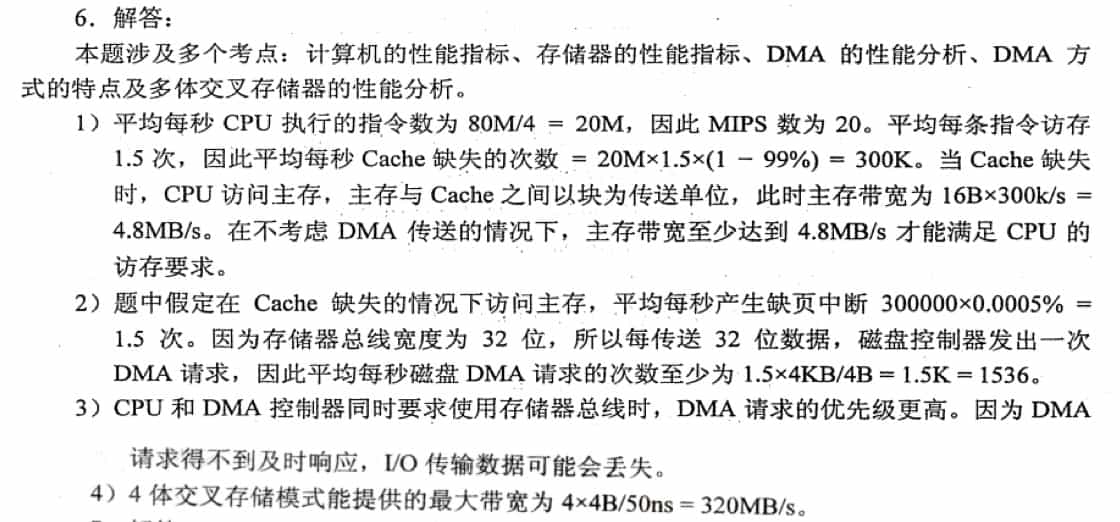 6．解答：
本题涉及多个考点：计算机的性能指标、存储器的性能指标、DMA 的性能分析、DMA 方
式的特点及多体交叉存储器的性能分析。
1）平均每秒 CPU 执行的指令数为 80M/4 = 20M，因此 MIPS 数为 20。平均每条指令访存
1.5 次，因此平均每秒 Cache 缺失的次数 = 20M×1.5×(1 − 99%) = 300K。当 Cache 缺失
时，CPU 访问主存，主存与 Cache 之间以块为传送单位，此时主存带宽为 16B×300k/s =
4.8MB/s。在不考虑 DMA 传送的情况下，主存带宽至少达到 4.8MB/s 才能满足 CPU 的
访存要求。
2）题中假定在 Cache 缺失的情况下访问主存，平均每秒产生缺页中断 300000×0.0005% =
1.5 次。因为存储器总线宽度为 32 位，所以每传送 32 位数据，磁盘控制器发出一次
DMA 请求，因此平均每秒磁盘 DMA 请求的次数至少为 1.5×4KB/4B = 1.5K = 1536。
3）CPU 和 DMA 控制器同时要求使用存储器总线时，DMA 请求的优先级更高。因为 DMA
请求得不到及时响应，I/O 传输数据可能会丢失。
4）4 体交叉存储模式能提供的最大带宽为 4×4B/50ns = 320MB/s。